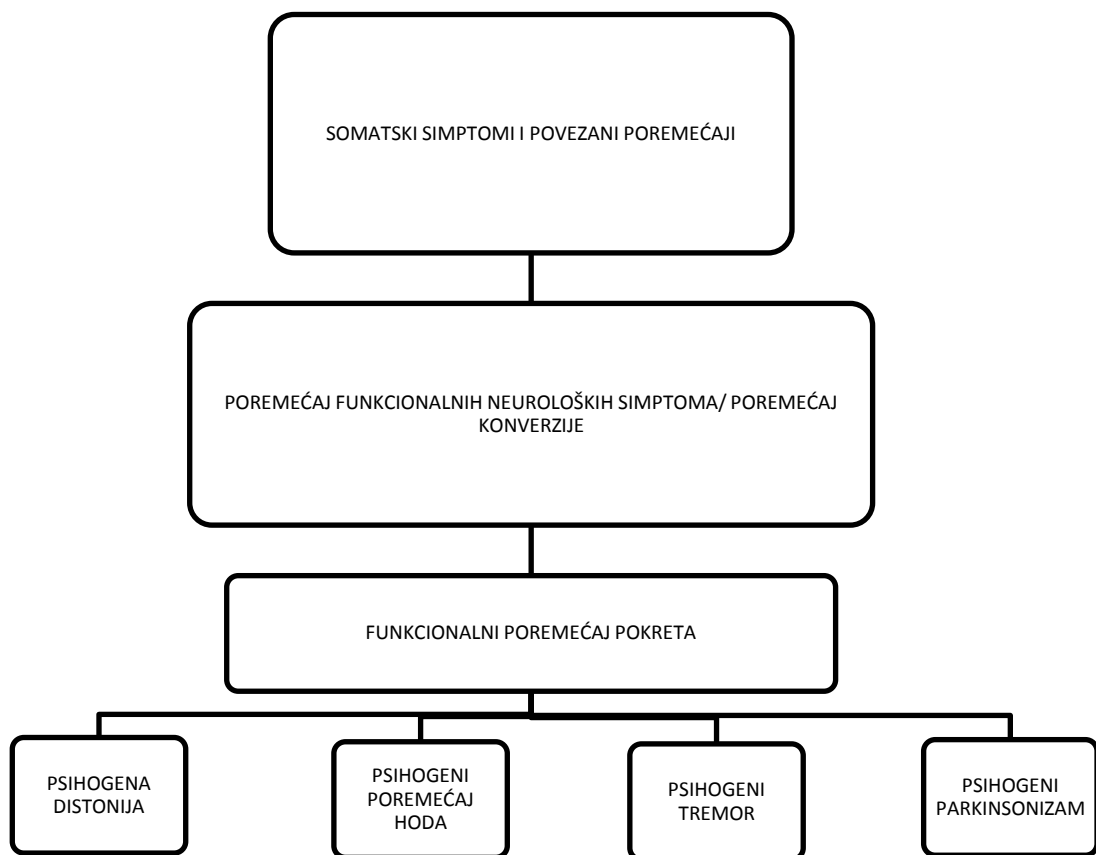 SOMATSKI SIMPTOMI I POVEZANI POREMEĆAJI
POREMEĆAJ FUNKCIONALNIH NEUROLOŠKIH SIMPTOMA/ POREMEĆAJ
KONVERZIJE
FUNKCIONALNI POREMEĆAJ POKRETA
PSIHOGENA
DISTONIJA
PSIHOGENI
POREMEĆAJ
HODA
PSIHOGENI
TREMOR
PSIHOGENI
PARKINSONIZAM